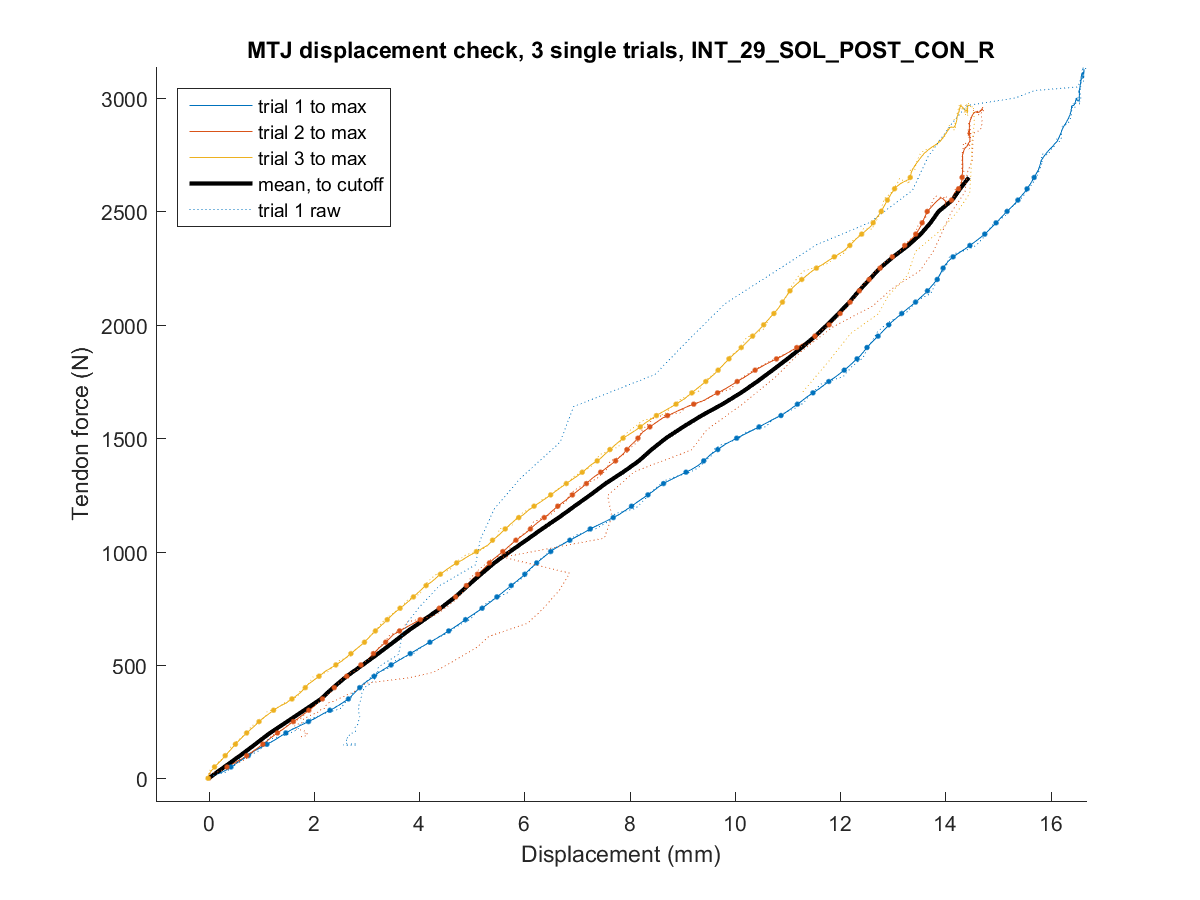 MTJ displacement check, 3 single trials, INT_29_SOL_POST_CON_R
trial 1 to max
trial 2 to max
trial 3 to max
mean, to cutoff
trial 1 raw
3000
2500
2000
1500
1000
500
0
Tendon force (N)
0 2 4 6 8 10 12 14 16
Displacement (mm)